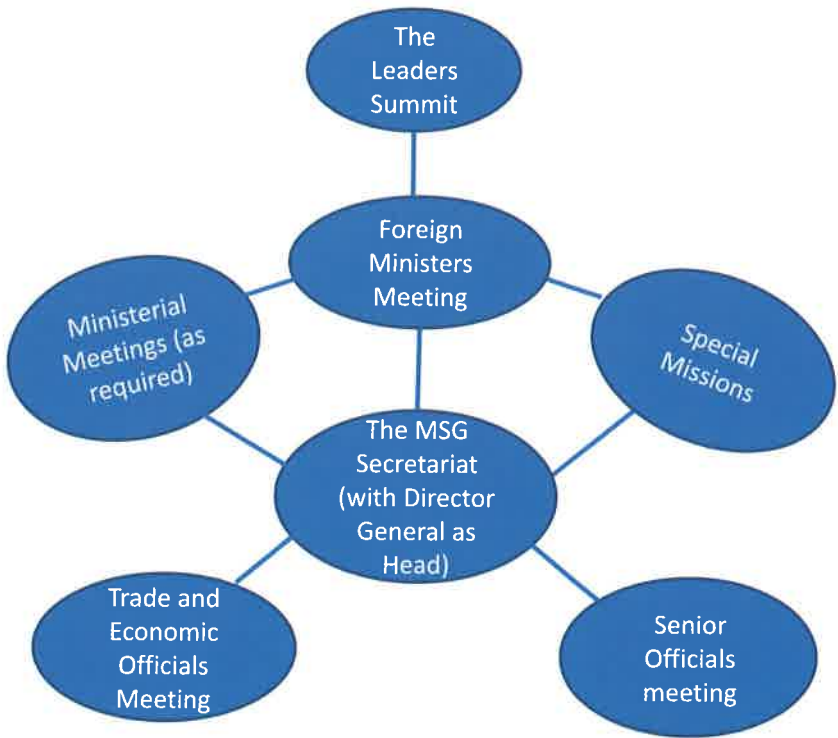 The
Leaders
Summit
Foreign
Ministers
Meeting
Ministerial
Meetings (as
required)
Special
Missions
The MSG
Secretariat
(with Director
General as
Head)
Trade and
Economic
Officials
Meeting
Senior
Officials
meeting